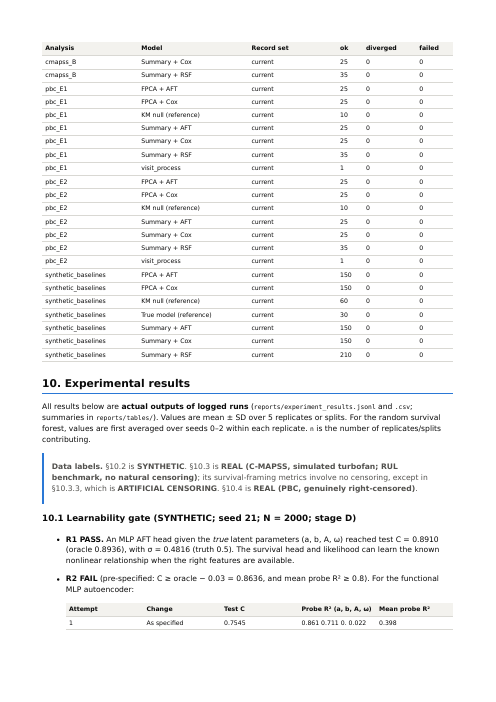 Analysis Model Record set ok diverged failed
cmapss_B Summary + Cox current 25 0 0
cmapss_B Summary + RSF current 35 0 0
pbc_E1 FPCA + AFT current 25 0 0
pbc_E1 FPCA + Cox current 25 0 0
pbc_E1 KM null (reference) current 10 0 0
pbc_E1 Summary + AFT current 25 0 0
pbc_E1 Summary + Cox current 25 0 0
pbc_E1 Summary + RSF current 35 0 0
pbc_E1 visit_process current 1 0 0
pbc_E2 FPCA + AFT current 25 0 0
pbc_E2 FPCA + Cox current 25 0 0
pbc_E2 KM null (reference) current 10 0 0
pbc_E2 Summary + AFT current 25 0 0
pbc_E2 Summary + Cox current 25 0 0
pbc_E2 Summary + RSF current 35 0 0
pbc_E2 visit_process current 1 0 0
synthetic_baselines FPCA + AFT current 150 0 0
synthetic_baselines FPCA + Cox current 150 0 0
synthetic_baselines KM null (reference) current 60 0 0
synthetic_baselines True model (reference) current 30 0 0
synthetic_baselines Summary + AFT current 150 0 0
synthetic_baselines Summary + Cox current 150 0 0
synthetic_baselines Summary + RSF current 210 0 0
10. Experimental results
All results below are actual outputs of logged runs (reports/experiment_results.jsonl and .csv;
summaries in reports/tables/). Values are mean ± SD over 5 replicates or splits. For the random survival
forest, values are first averaged over seeds 0–2 within each replicate. n is the number of replicates/splits
contributing.
Data labels. §10.2 is SYNTHETIC. §10.3 is REAL (C-MAPSS, simulated turbofan; RUL
benchmark, no natural censoring); its survival-framing metrics involve no censoring, except in
§10.3.3, which is ARTIFICIAL CENSORING. §10.4 is REAL (PBC, genuinely right-censored).
10.1 Learnability gate (SYNTHETIC; seed 21; N = 2000; stage D)
• R1 PASS. An MLP AFT head given the true latent parameters (a, b, A, ω) reached test C = 0.8910
(oracle 0.8936), with σ = 0.4816 (truth 0.5). The survival head and likelihood can learn the known
nonlinear relationship when the right features are available.
• R2 FAIL (pre-specified: C ≥ oracle − 0.03 = 0.8636, and mean probe R² ≥ 0.8). For the functional
MLP autoencoder:
Attempt Change Test C Probe R² (a, b, A, ω) Mean probe R²
1 As specified 0.7545 0.861 0.711 0. 0.022 0.398